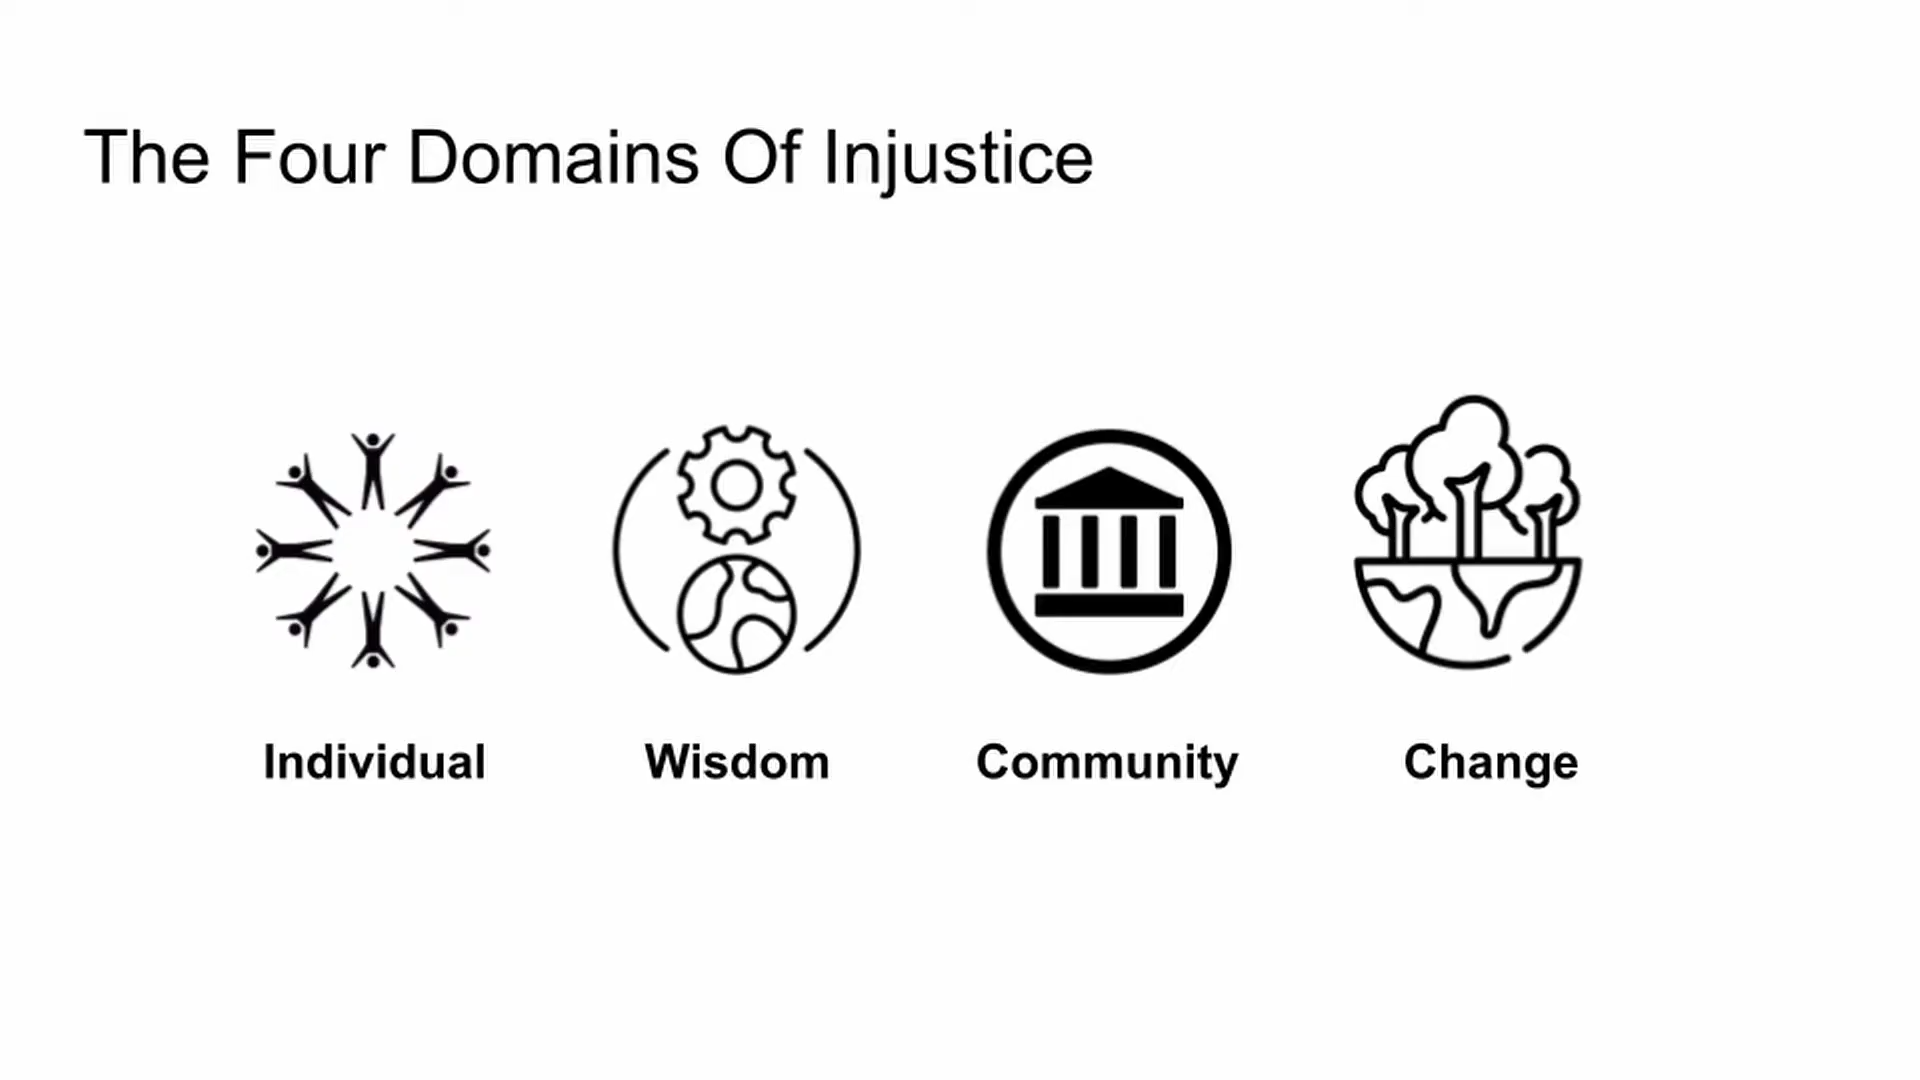 The Four Domains Of Injustice
Individual
Wisdom
Community
Change